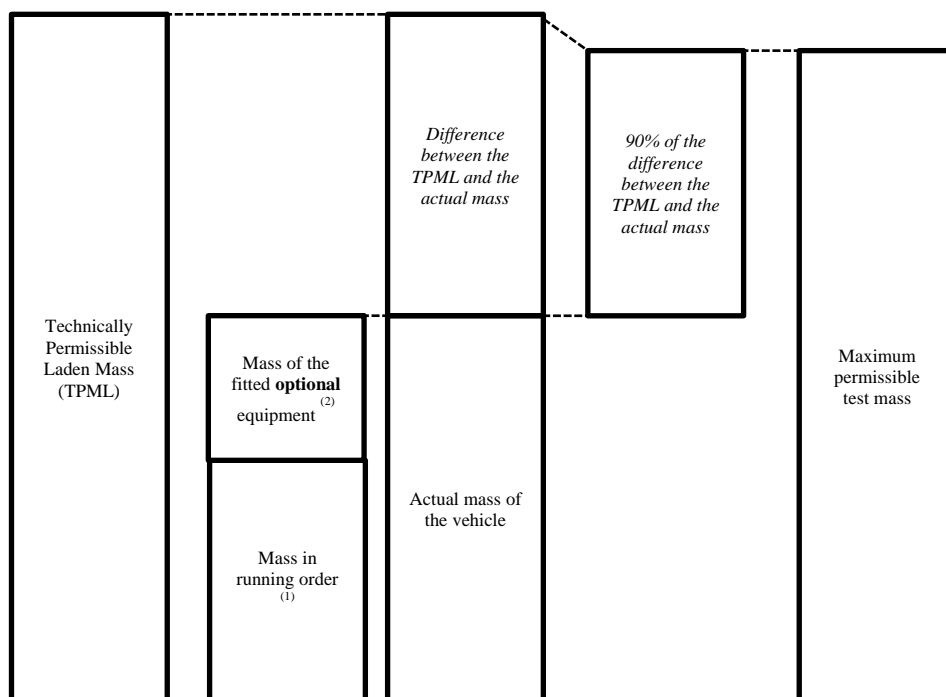 Difference
between the
TPML and the
actual mass
90% of the
difference
between the
TPML and the
actual mass
Technically
Permissible
Laden Mass
(TPML)
Mass of the
fitted optional
equipment (2)
Maximum
permissible
test mass
Actual mass of
the vehicle
Mass in
running order
(1)